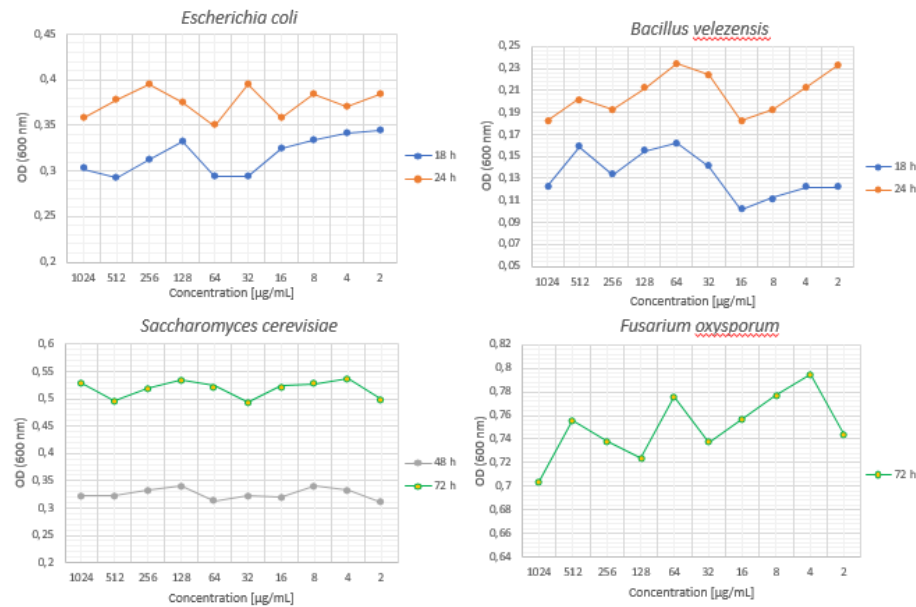 Escherichia coli
0,45
0,4
0,35
0,3
0,25
0,2
OD (600 nm)
18 h
24 h
1024 512 256 128 64 32 16 8 4 2
Concentration [µg/mL]
Bacillus velezensis
0,25
0,23
0,21
0,19
0,17
0,15
0,13
0,11
0,09
0,07
0,05
OD (600 nm)
18 h
24 h
1024 512 256 128 64 32 16 8 4 2
Concentration [µg/mL]
Saccharomyces cerevisiae
0,6
0,55
0,5
0,45
0,4
0,35
0,3
0,25
0,2
OD (600 nm)
48 h
72 h
1024 512 256 128 64 32 16 8 4 2
Concentration [µg/mL]
Fusarium oxysporum
0,82
0,8
0,78
0,76
0,74
0,72
0,7
0,68
0,66
0,64
OD (600 nm)
72 h
1024 512 256 128 64 32 16 8 4 2
Concentration [µg/mL]